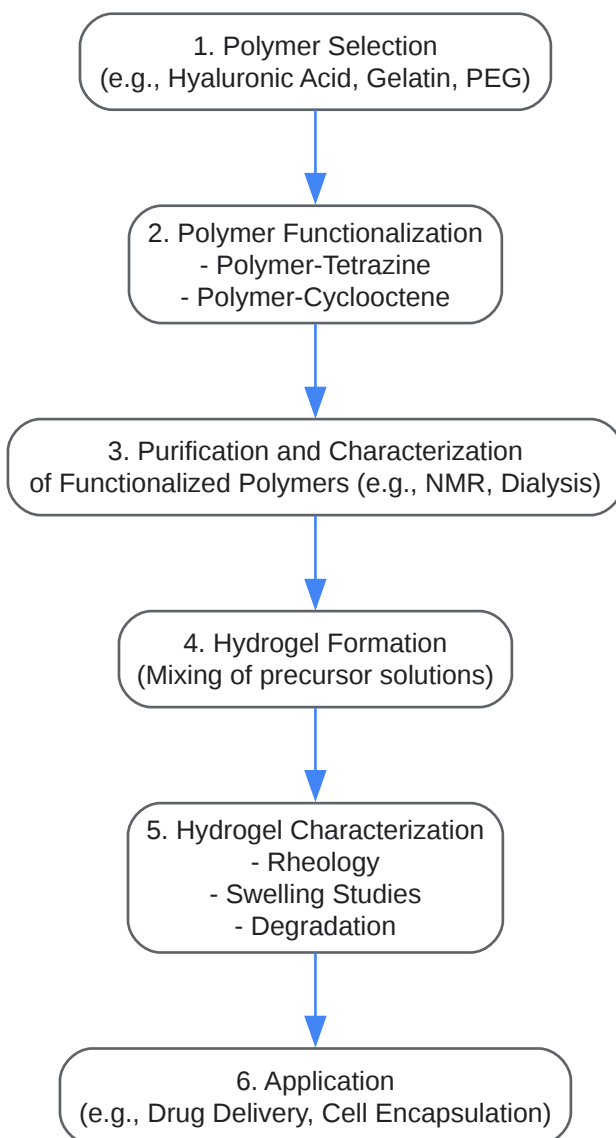 1. Polymer Selection
(e.g., Hyaluronic Acid, Gelatin, PEG)
2. Polymer Functionalization
- Polymer-Tetrazine
- Polymer-Cyclooctene
3. Purification and Characterization
of Functionalized Polymers (e.g., NMR, Dialysis)
4. Hydrogel Formation
(Mixing of precursor solutions)
5. Hydrogel Characterization
- Rheology
- Swelling Studies
- Degradation
6. Application
(e.g., Drug Delivery, Cell Encapsulation)